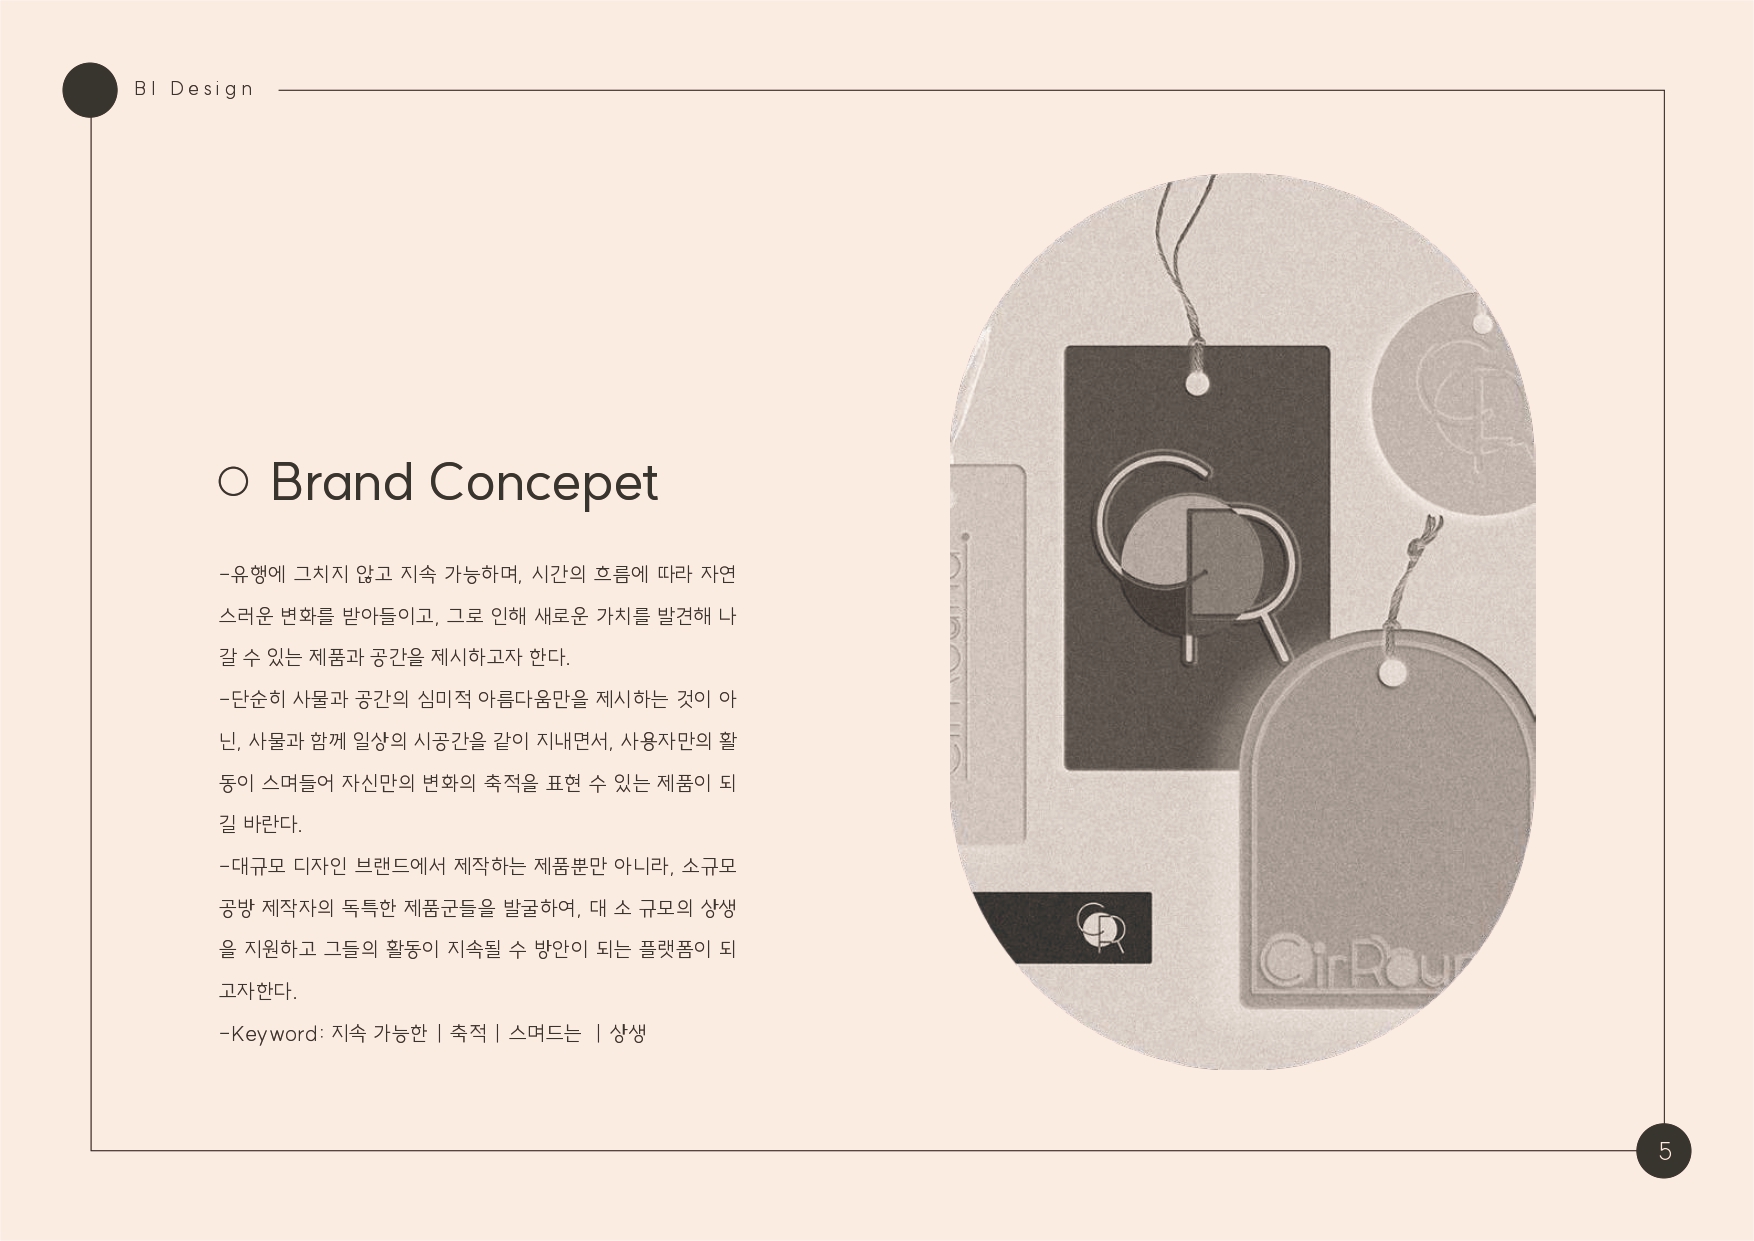 BI Design
Brand Concepet
-유행에 그치지 않고 지속 가능하며, 시간의 흐름에 따라 자연
스러운 변화를 받아들이고, 그로 인해 새로운 가치를 발견해 나
갈 수 있는 제품과 공간을 제시하고자 한다.
-단순히 사물과 공간의 심미적 아름다움만을 제시하는 것이 아
닌, 사물과 함께 일상의 시공간을 같이 지내면서, 사용자만의 활
동이 스며들어 자신만의 변화의 축적을 표현 수 있는 제품이 되
길 바란다.
-대규모 디자인 브랜드에서 제작하는 제품뿐만 아니라, 소규모
공방 제작자의 독특한 제품군들을 발굴하여, 대 소 규모의 상생
을 지원하고 그들의 활동이 지속될 수 방안이 되는 플랫폼이 되
고자한다.
-Keyword: 지속 가능한 | 축적 | 스며드는 | 상생
CR
CR
CR
5